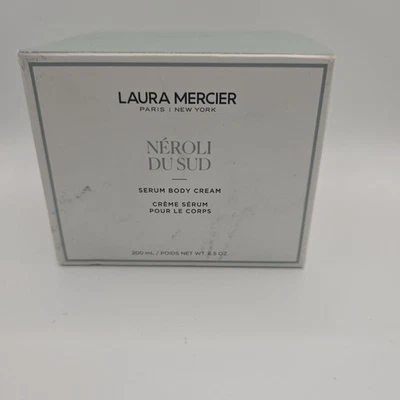 LAURA MERCIER
PARIS | NEW YORK
NÉROLI
DU SUD
SERUM BODY CREAM
CRÈME SÉRUM
POUR LE CORPS
200 mL / POIDS NET WT. 6.5 OZ.